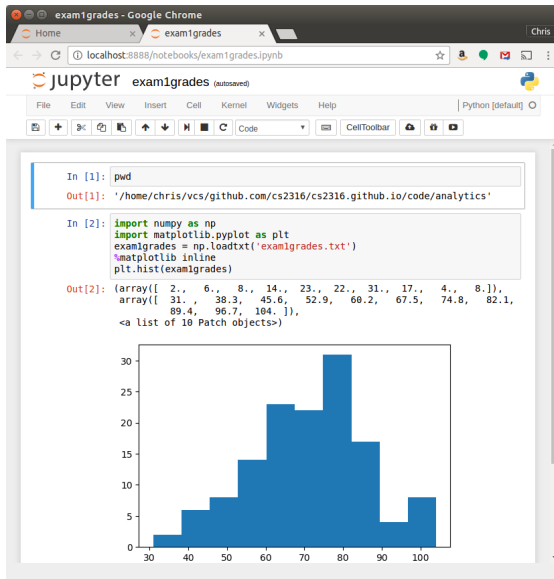 exam1grades - Google Chrome
Home × exam1grades × Chris
localhost:8888/notebooks/exam1grades.ipynb
jupyter exam1grades (autosaved)
File Edit View Insert Cell Kernel Widgets Help Python [default]
Code CellToolbar
In [1]: pwd
Out[1]: '/home/chris/vcs/github.com/cs2316/cs2316.github.io/code/analytics'
In [2]: import numpy as np
import matplotlib.pyplot as plt
exam1grades = np.loadtxt('exam1grades.txt')
%matplotlib inline
plt.hist(exam1grades)
Out[2]: (array([ 2., 6., 8., 14., 23., 22., 31., 17., 4., 8.]),
array([ 31. , 38.3, 45.6, 52.9, 60.2, 67.5, 74.8, 82.1,
89.4, 96.7, 104. ]),
<a list of 10 Patch objects>)
30
25
20
15
10
5
0
30 40 50 60 70 80 90 100